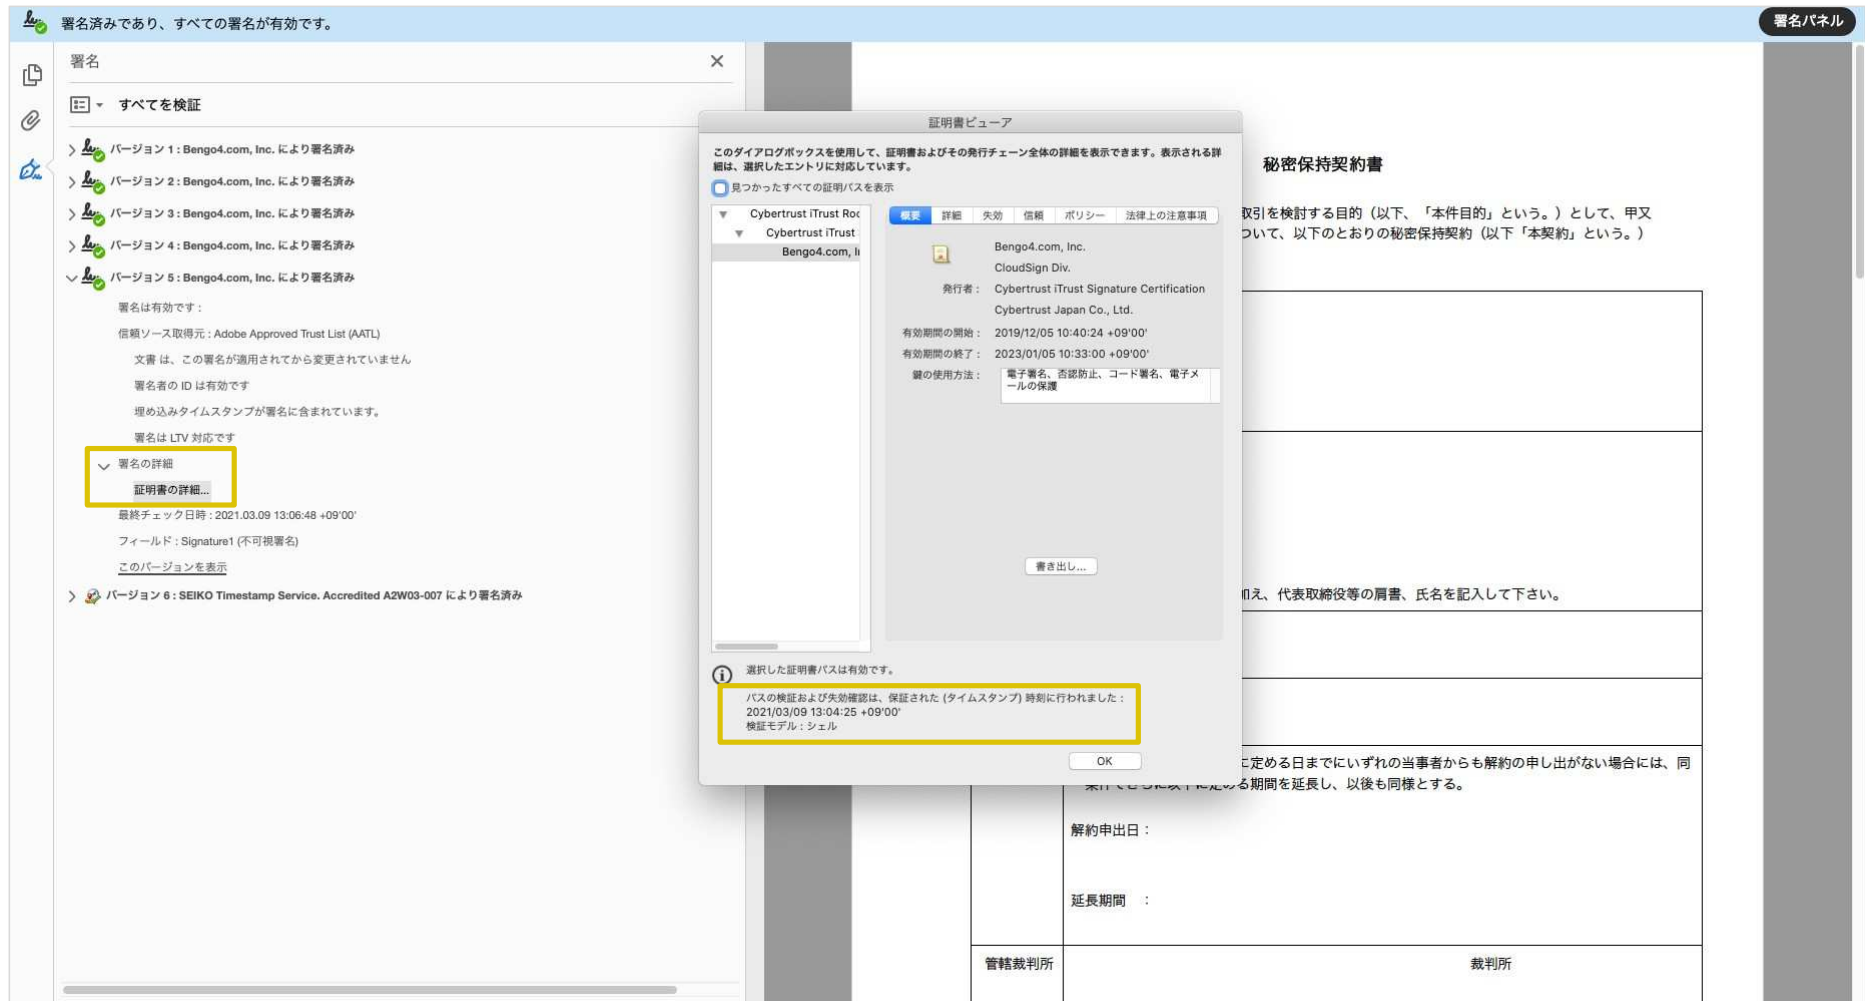 署名済みであり、すべての署名が有効です。
署名パネル
署名
すべてを検証
バージョン 1 : Bengo4.com, Inc. により署名済み
バージョン 2 : Bengo4.com, Inc. により署名済み
バージョン 3 : Bengo4.com, Inc. により署名済み
バージョン 4 : Bengo4.com, Inc. により署名済み
バージョン 5 : Bengo4.com, Inc. により署名済み
署名は有効です :
信頼ソース取得元 : Adobe Approved Trust List (AATL)
文書 は、この署名が適用されてから変更されていません
署名者の ID は有効です
埋め込みタイムスタンプが署名に含まれています。
署名は LTV 対応です
署名の詳細
証明書の詳細...
最終チェック日時 : 2021.03.09 13:06:48 +09'00'
フィールド : Signature1 (不可視署名)
このバージョンを表示
バージョン 6 : SEIKO Timestamp Service. Accredited A2W03-007 により署名済み
証明書ビューア
このダイアログボックスを使用して、証明書およびその発行チェーン全体の詳細を表示できます。表示される詳
細は、選択したエントリに対応しています。
見つかったすべての証明パスを表示
Cybertrust iTrust Roo
Cybertrust iTrust
Bengo4.com, I
概要 詳細 失効 信頼 ポリシー 法律上の注意事項
Bengo4.com, Inc.
CloudSign Div.
発行者 : Cybertrust iTrust Signature Certification
Cybertrust Japan Co., Ltd.
有効期間の開始 : 2019/12/05 10:40:24 +09'00'
有効期間の終了 : 2023/01/05 10:33:00 +09'00'
鍵の使用方法 : 電子署名、否認防止、コード署名、電子メ
ールの保護
書き出し...
選択した証明書パスは有効です。
パスの検証および失効確認は、保証された (タイムスタンプ) 時刻に行われました :
2021/03/09 13:04:25 +09'00'
検証モデル : シェル
OK
秘密保持契約書
取引を検討する目的（以下、「本件目的」という。）として、甲又
ついて、以下のとおりの秘密保持契約（以下「本契約」という。）
加え、代表取締役等の肩書、氏名を記入して下さい。
に定める日までにいずれの当事者からも解約の申し出がない場合には、同
る期間を延長し、以後も同様とする。
解約申出日：
延長期間 ：
管轄裁判所 裁判所